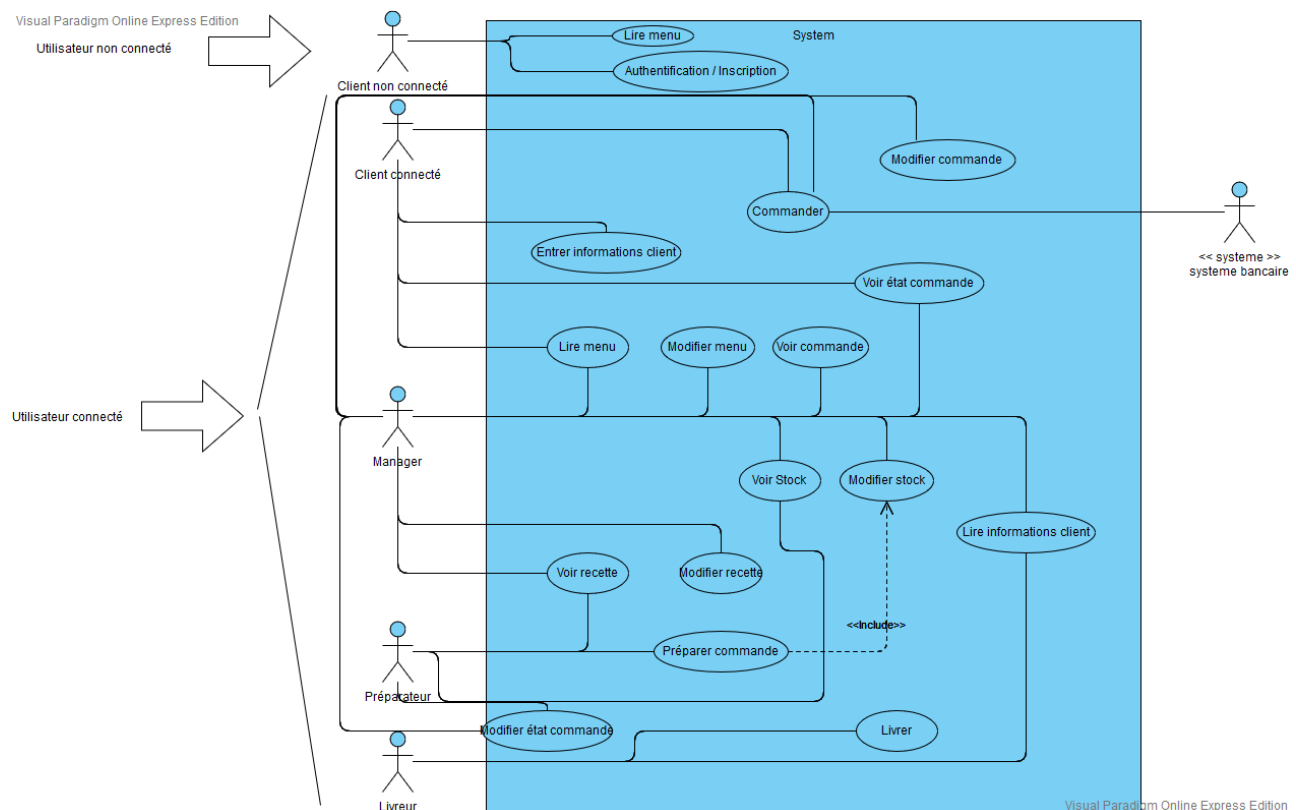 Visual Paradigm Online Express Edition
Utilisateur non connecté
Lire menu
System
Authentification / Inscription
Client non connecté
Modifier commande
Client connecté
Commander
Entrer informations client
<< systeme >>
systeme bancaire
Voir état commande
Lire menu
Modifier menu
Voir commande
Utilisateur connecté
Manager
Voir Stock
Modifier stock
Lire informations client
Voir recette
Modifier recette
<<Include>>
Préparer commande
Préparateur
Modifier état commande
Livrer
Livreur
Visual Paradigm Online Express Edition